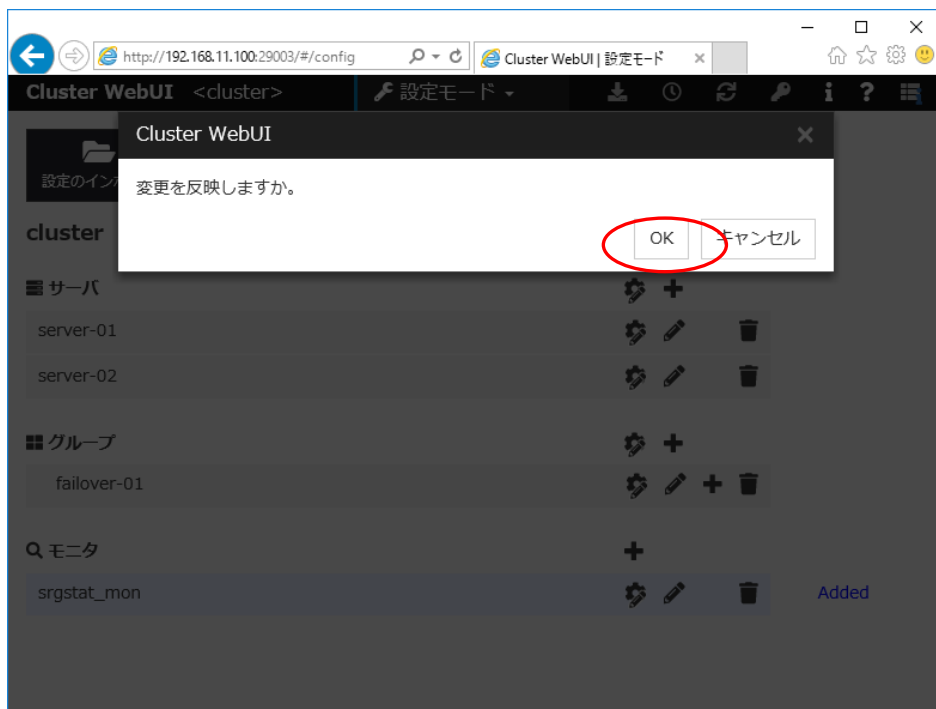 http://192.168.11.100:29003/#/config
Cluster WebUI | 設定モード
Cluster WebUI <cluster> 設定モード
Cluster WebUI
設定のイン
変更を反映しますか。
OK キャンセル
cluster
サーバ
server-01
server-02
グループ
failover-01
モニタ
srgstat_mon Added